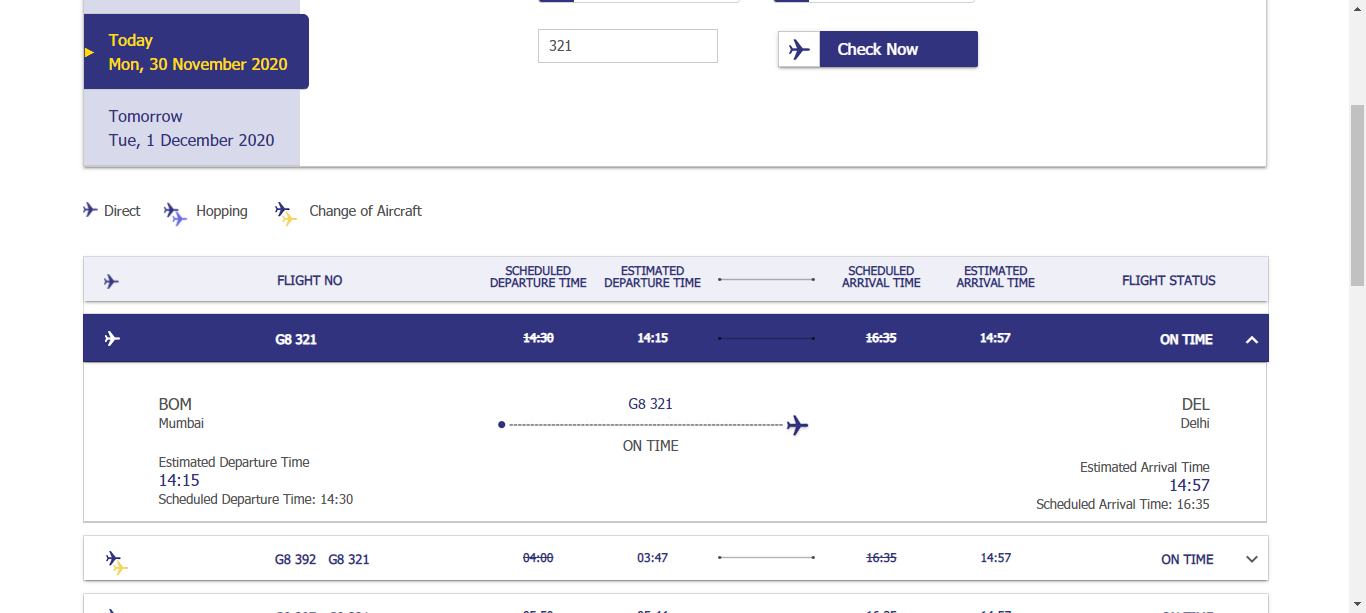 Today
Mon, 30 November 2020
321
Check Now
Tomorrow
Tue, 1 December 2020
Direct
Hopping
Change of Aircraft
FLIGHT NO
SCHEDULED DEPARTURE TIME
ESTIMATED DEPARTURE TIME
SCHEDULED ARRIVAL TIME
ESTIMATED ARRIVAL TIME
FLIGHT STATUS
G8 321 14:30 14:15 16:35 14:57 ON TIME
BOM
Mumbai
Estimated Departure Time
14:15
Scheduled Departure Time: 14:30
G8 321
ON TIME
DEL
Delhi
Estimated Arrival Time
14:57
Scheduled Arrival Time: 16:35
G8 392 G8 321 04:00 03:47 16:35 14:57 ON TIME